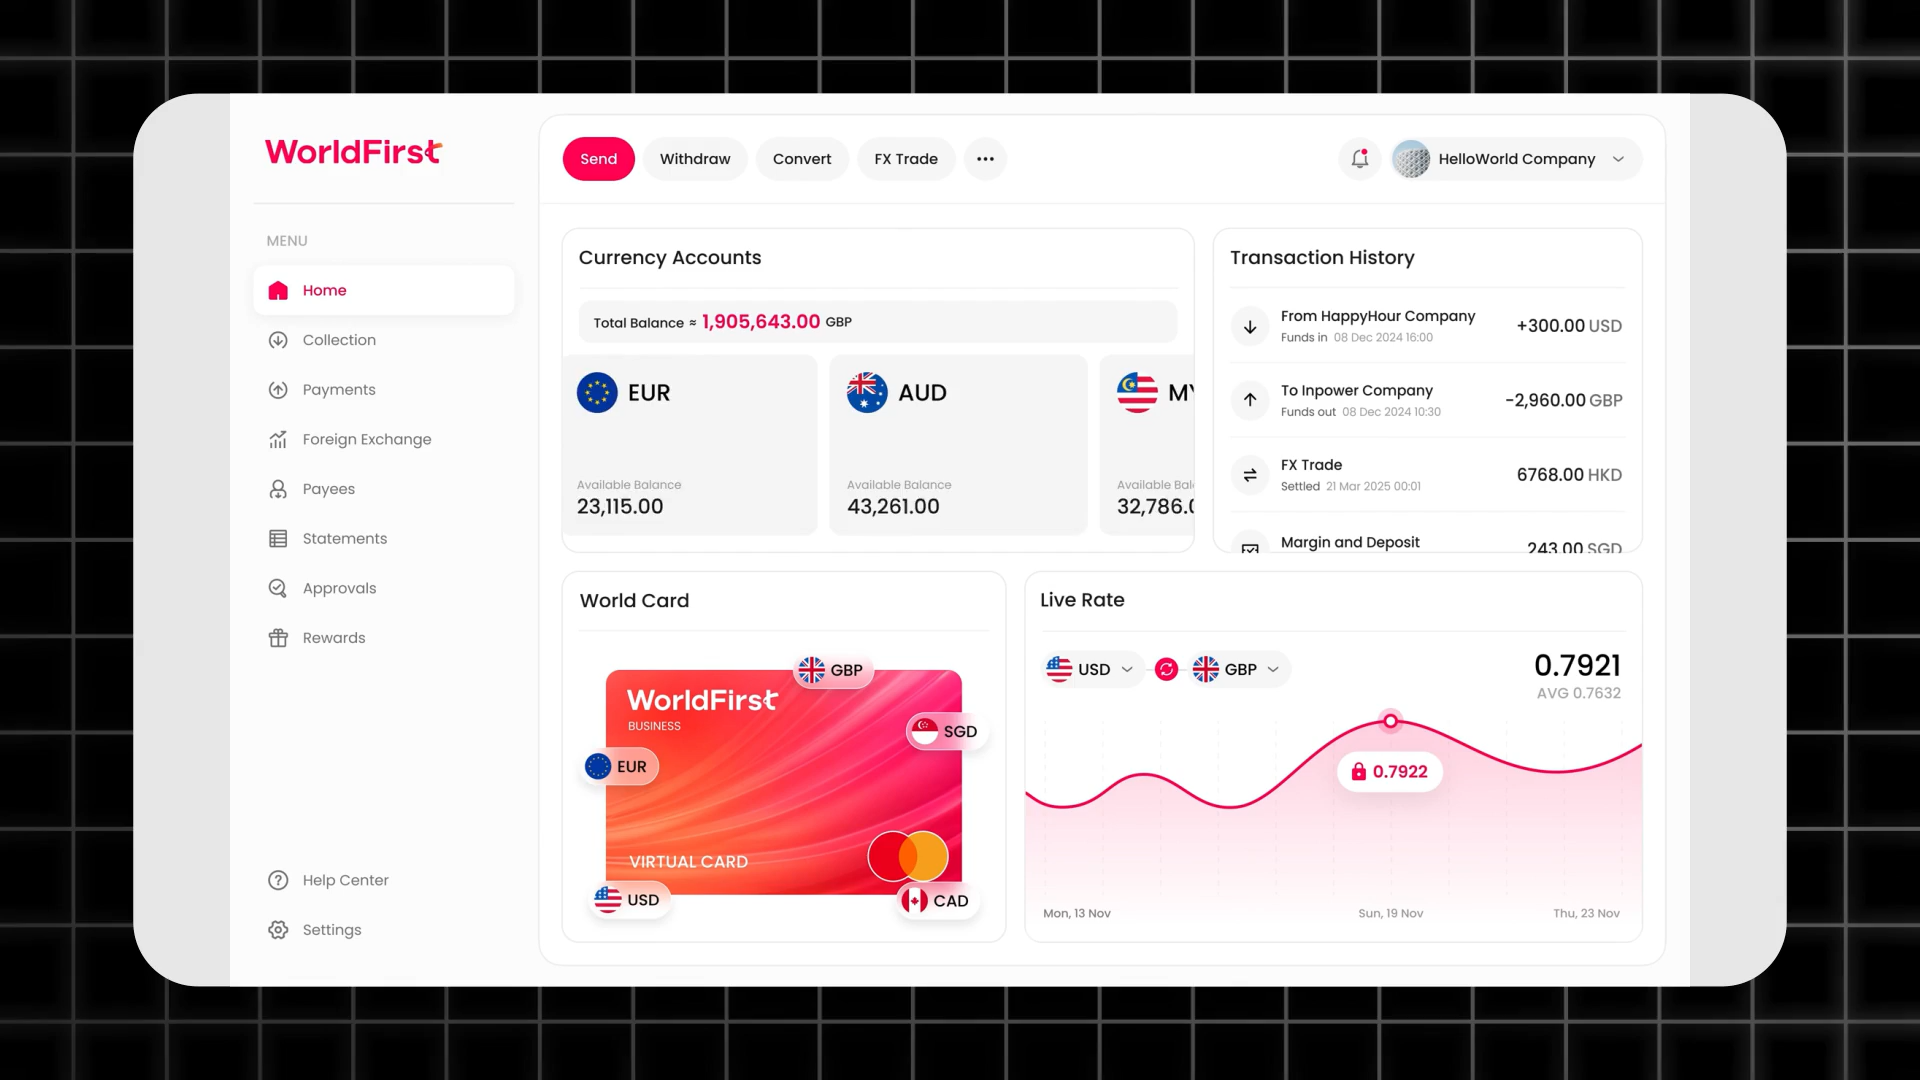 WorldFirst
MENU
Home
Collection
Payments
Foreign Exchange
Payees
Statements
Approvals
Rewards
Help Center
Settings
Send
Withdraw
Convert
FX Trade
HelloWorld Company
Currency Accounts
Total Balance ≈ 1,905,643.00 GBP
EUR
Available Balance
23,115.00
AUD
Available Balance
43,261.00
Available
32,786.
Transaction History
From HappyHour Company
Funds in 08 Dec 2024 16:00
+300.00 USD
To Inpower Company
Funds out 08 Dec 2024 10:30
-2,960.00 GBP
FX Trade
Settled 21 Mar 2025 00:01
6768.00 HKD
Margin and Deposit
243.00 SGD
World Card
WorldFirst
BUSINESS
GBP
SGD
EUR
VIRTUAL CARD
USD
CAD
Live Rate
USD
GBP
0.7921
AVG 0.7632
0.7922
Mon, 13 Nov
Sun, 19 Nov
Thu, 23 Nov